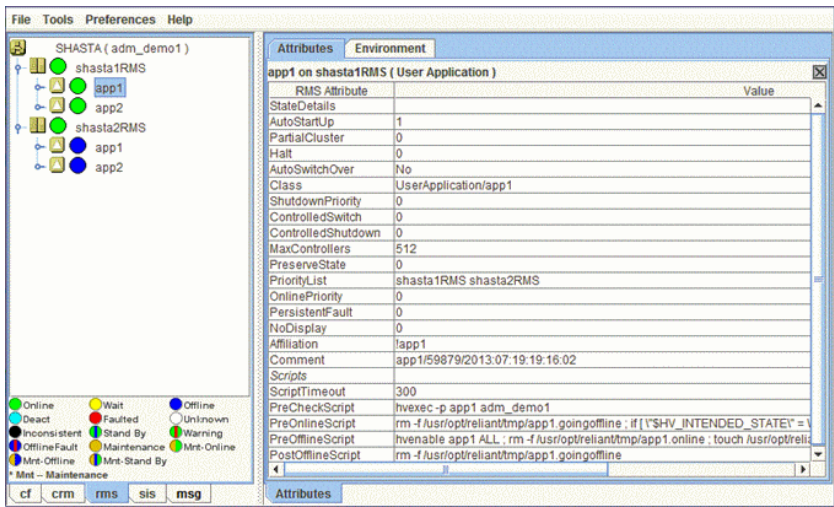 File Tools Preferences Help
SHASTA ( adm_demo1 )
shasta1RMS
app1
app2
shasta2RMS
app1
app2
Online Wait Offline
Deact Faulted Unknown
Inconsistent Stand By Warning
OfflineFault Maintenance Mnt-Online
Mnt-Offline Mnt-Stand By
* Mnt -- Maintenance
cf crm rms sis msg
Attributes Environment
app1 on shasta1RMS ( User Application )
RMS Attribute Value
StateDetails
AutoStartUp 1
PartialCluster 0
Halt 0
AutoSwitchOver No
Class UserApplication/app1
ShutdownPriority 0
ControlledSwitch 0
ControlledShutdown 0
MaxControllers 512
PreserveState 0
PriorityList shasta1RMS shasta2RMS
OnlinePriority 0
PersistentFault 0
NoDisplay 0
Affiliation !app1
Comment app1/59879/2013:07:19:19:16:02
Scripts
ScriptTimeout 300
PreCheckScript hvexec -p app1 adm_demo1
PreOnlineScript rm -f /usr/opt/reliant/tmp/app1.goingoffline ; if [ \"$HV_INTENDED_STATE\" = \
PreOfflineScript hvenable app1 ALL ; rm -f /usr/opt/reliant/tmp/app1.online ; touch /usr/opt/relia
PostOfflineScript rm -f /usr/opt/reliant/tmp/app1.goingoffline
Attributes